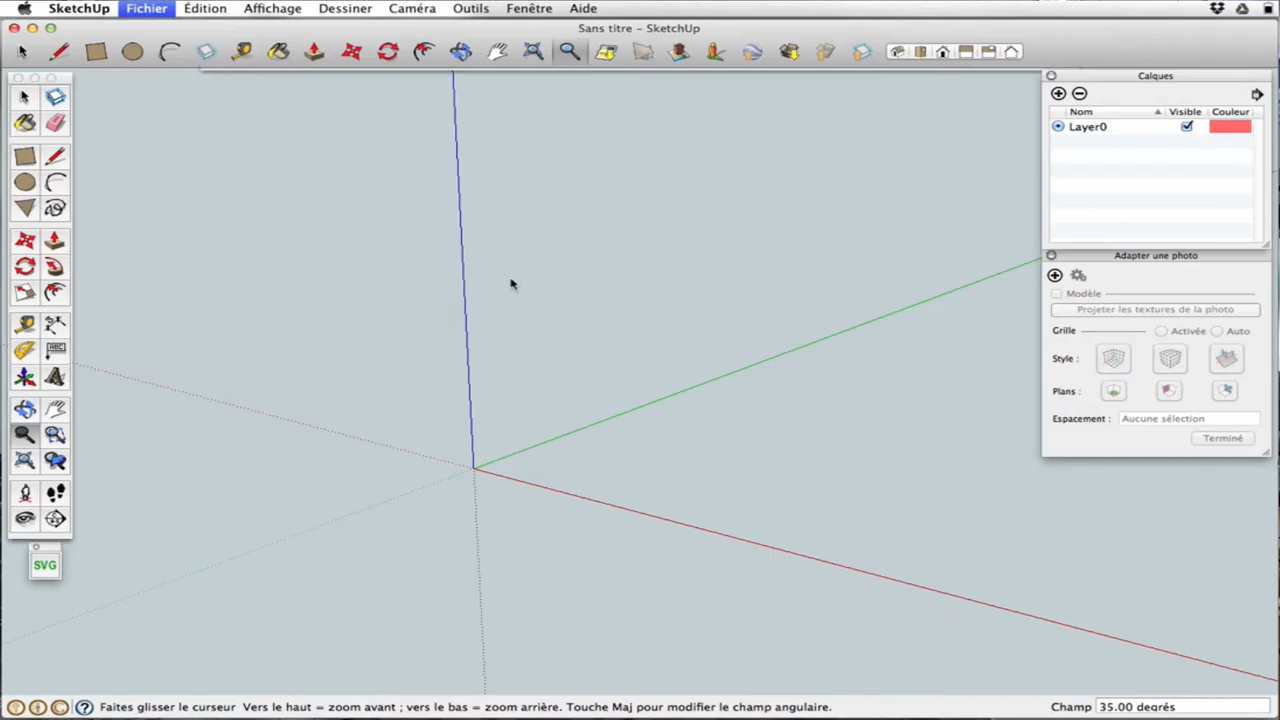 SketchUp Fichier Édition Affichage Dessiner Caméra Outils Fenêtre Aide
Sans titre – SketchUp
Calques
Nom Visible Couleur
Layer0
Adapter une photo
Modèle
Projeter les textures de la photo
Grille Activée Auto
Style :
Plans :
Espacement : Aucune sélection
Terminé
ABC
A
SVG
Faites glisser le curseur Vers le haut = zoom avant ; vers le bas = zoom arrière. Touche Maj pour modifier le champ angulaire.
Champ 35.00 degrés